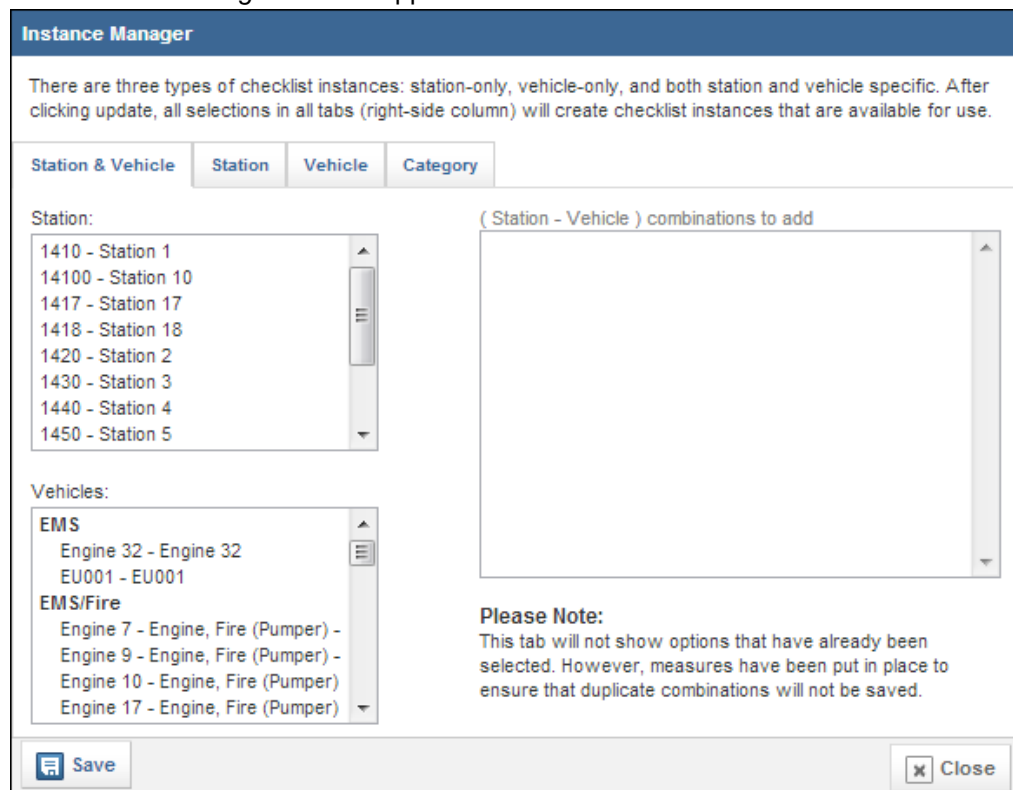 Instance Manager
There are three types of checklist instances: station-only, vehicle-only, and both station and vehicle specific. After
clicking update, all selections in all tabs (right-side column) will create checklist instances that are available for use.
Station & Vehicle
Station
Vehicle
Category
Station:
1410 - Station 1
14100 - Station 10
1417 - Station 17
1418 - Station 18
1420 - Station 2
1430 - Station 3
1440 - Station 4
1450 - Station 5
Vehicles:
EMS
Engine 32 - Engine 32
EU001 - EU001
EMS/Fire
Engine 7 - Engine, Fire (Pumper) -
Engine 9 - Engine, Fire (Pumper) -
Engine 10 - Engine, Fire (Pumper)
Engine 17 - Engine, Fire (Pumper)
( Station - Vehicle ) combinations to add
Please Note:
This tab will not show options that have already been
selected. However, measures have been put in place to
ensure that duplicate combinations will not be saved.
Save
Close